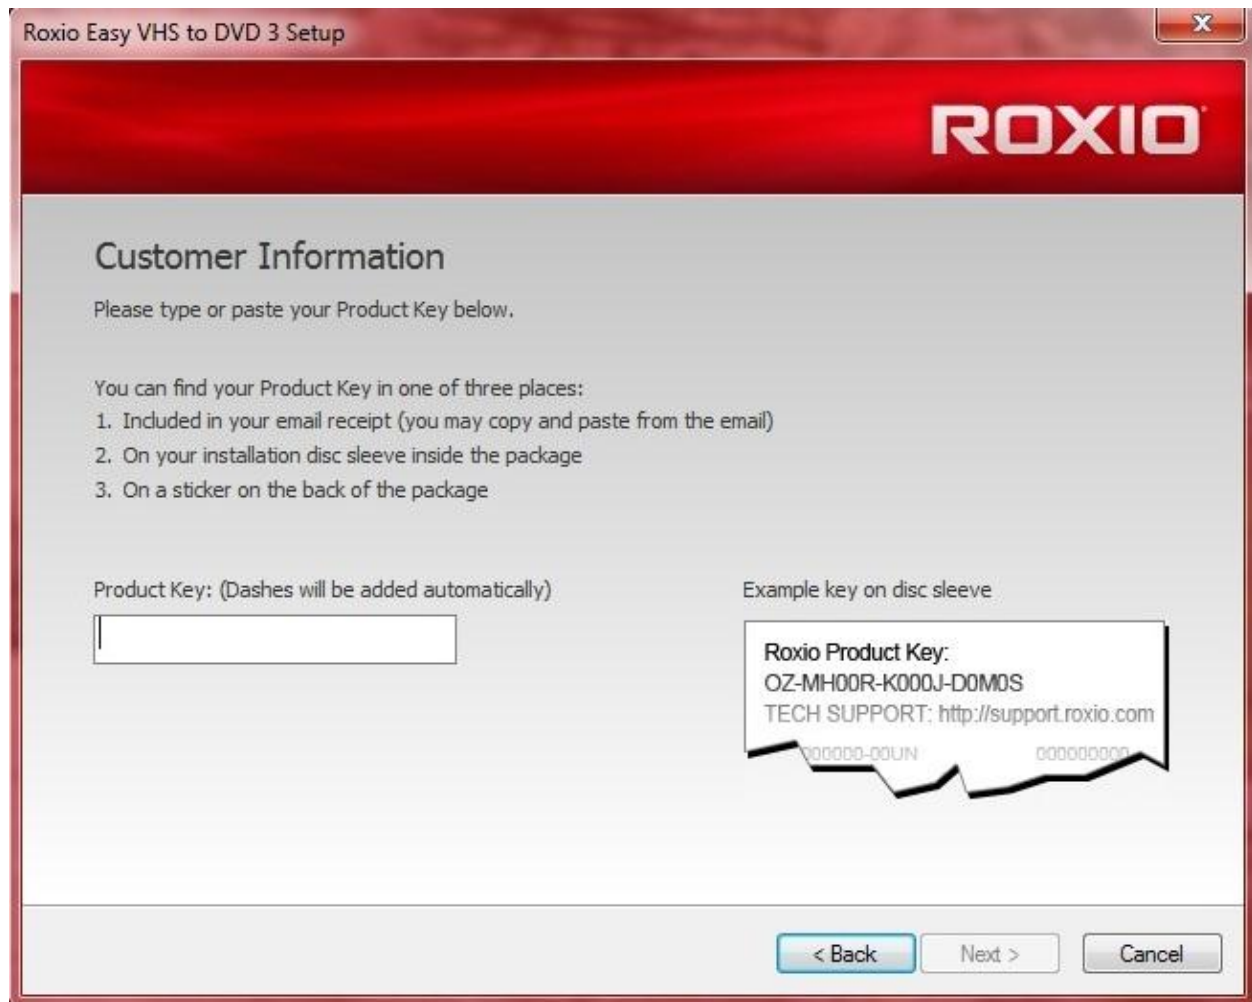 Roxio Easy VHS to DVD 3 Setup
ROXIO
Customer Information
Please type or paste your Product Key below.
You can find your Product Key in one of three places:
1. Included in your email receipt (you may copy and paste from the email)
2. On your installation disc sleeve inside the package
3. On a sticker on the back of the package
Product Key: (Dashes will be added automatically)
Example key on disc sleeve
Roxio Product Key:
OZ-MH00R-K000J-D0M0S
TECH SUPPORT: http://support.roxio.com
000000-00UN 000000000
< Back Next > Cancel